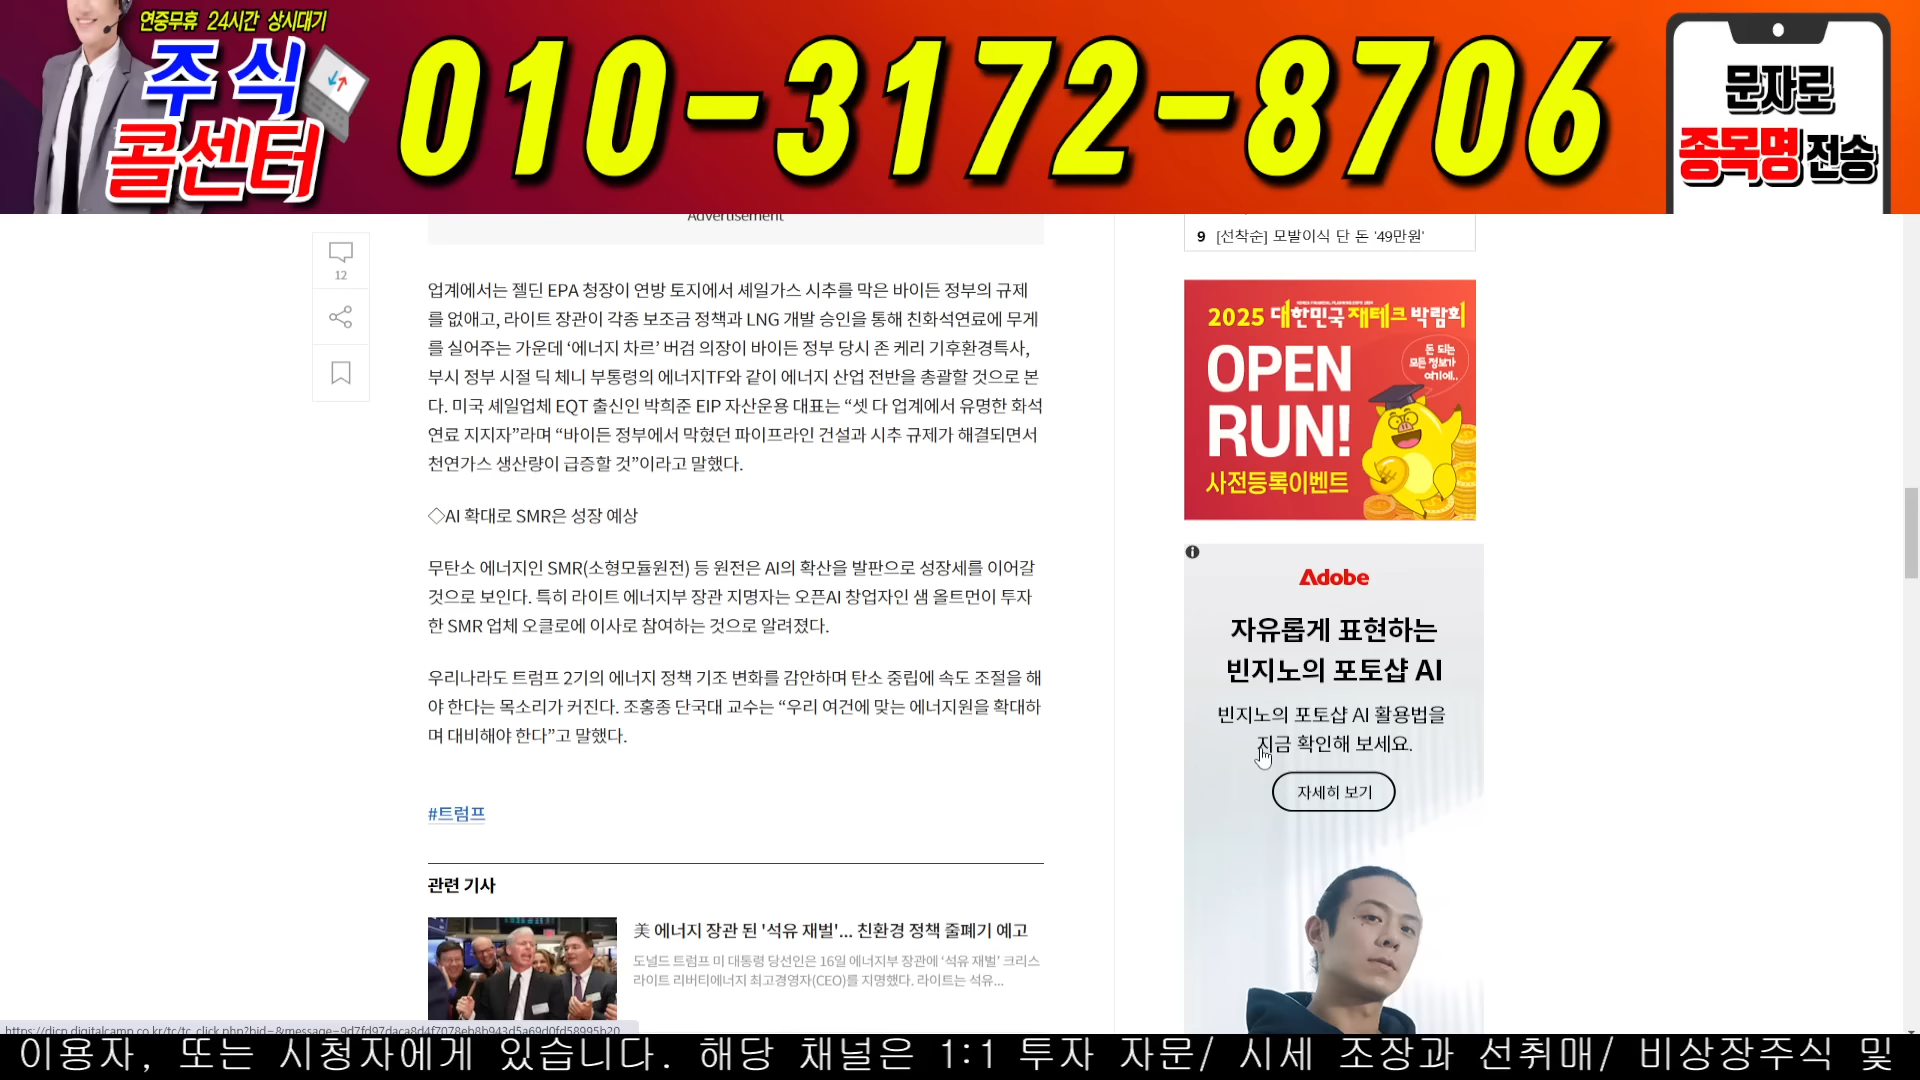 연중무휴 24시간 상시대기
주식
콜센터
010-3172-8706
문자로
종목명 전송
Advertisement
12
업계에서는 젤딘 EPA 청장이 연방 토지에서 셰일가스 시추를 막은 바이든 정부의 규제
를 없애고, 라이트 장관이 각종 보조금 정책과 LNG 개발 승인을 통해 친화석연료에 무게
를 실어주는 가운데 ‘에너지 차르’ 버검 의장이 바이든 정부 당시 존 케리 기후환경특사,
부시 정부 시절 딕 체니 부통령의 에너지TF와 같이 에너지 산업 전반을 총괄할 것으로 본
다. 미국 셰일업체 EQT 출신인 박희준 EIP 자산운용 대표는 “셋 다 업계에서 유명한 화석
연료 지지자”라며 “바이든 정부에서 막혔던 파이프라인 건설과 시추 규제가 해결되면서
천연가스 생산량이 급증할 것”이라고 말했다.
◇AI 확대로 SMR은 성장 예상
무탄소 에너지인 SMR(소형모듈원전) 등 원전은 AI의 확산을 발판으로 성장세를 이어갈
것으로 보인다. 특히 라이트 에너지부 장관 지명자는 오픈AI 창업자인 샘 올트먼이 투자
한 SMR 업체 오클로에 이사로 참여하는 것으로 알려졌다.
우리나라도 트럼프 2기의 에너지 정책 기조 변화를 감안하며 탄소 중립에 속도 조절을 해
야 한다는 목소리가 커진다. 조홍종 단국대 교수는 “우리 여건에 맞는 에너지원을 확대하
며 대비해야 한다”고 말했다.
#트럼프
관련 기사
美 에너지 장관 된 '석유 재벌'... 친환경 정책 줄폐기 예고
도널드 트럼프 미 대통령 당선인은 16일 에너지부 장관에 ‘석유 재벌’ 크리스
라이트 리버티에너지 최고경영자(CEO)를 지명했다. 라이트는 석유...
9 [선착순] 모발이식 단 돈 '49만원'
2025 대한민국 재테크 박람회
OPEN
RUN!
사전등록이벤트
돈 되는
모든 정보가
여기에..
Adobe
자유롭게 표현하는
빈지노의 포토샵 AI
빈지노의 포토샵 AI 활용법을
지금 확인해 보세요.
자세히 보기
이용자, 또는 시청자에게 있습니다. 해당 채널은 1:1 투자 자문/ 시세 조장과 선취매/ 비상장주식 및